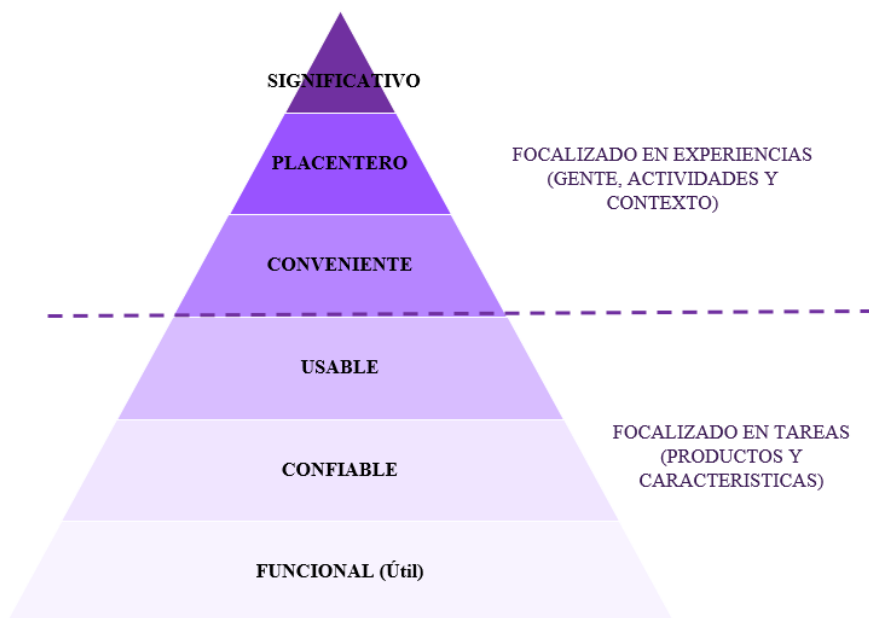 SIGNIFICATIVO
PLACENTERO
FOCALIZADO EN EXPERIENCIAS
(GENTE, ACTIVIDADES Y
CONTEXTO)
CONVENIENTE
USABLE
FOCALIZADO EN TAREAS
(PRODUCTOS Y
CARACTERISTICAS)
CONFIABLE
FUNCIONAL (Útil)